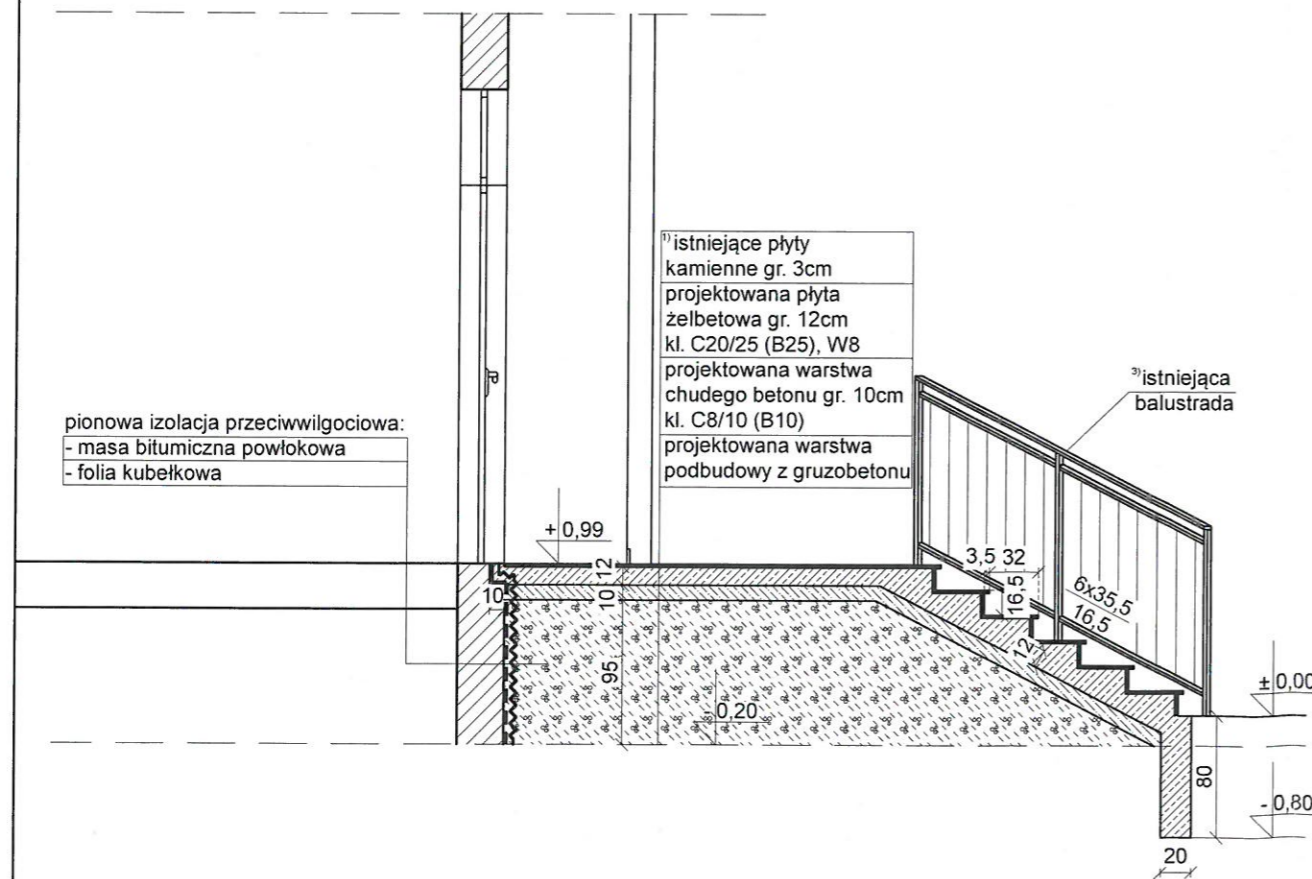 1) istniejące płyty
kamienne gr. 3cm
projektowana płyta
żelbetowa gr. 12cm
kl. C20/25 (B25), W8
projektowana warstwa
chudego betonu gr. 10cm
kl. C8/10 (B10)
projektowana warstwa
podbudowy z gruzobetonu
3) istniejąca
balustrada
pionowa izolacja przeciwwilgociowa:
- masa bitumiczna powłokowa
- folia kubełkowa
+ 0,99
12
10
10
95
- 0,20
3,5 32
16,5
6x35,5
16,5
12
± 0,00
80
- 0,80
20